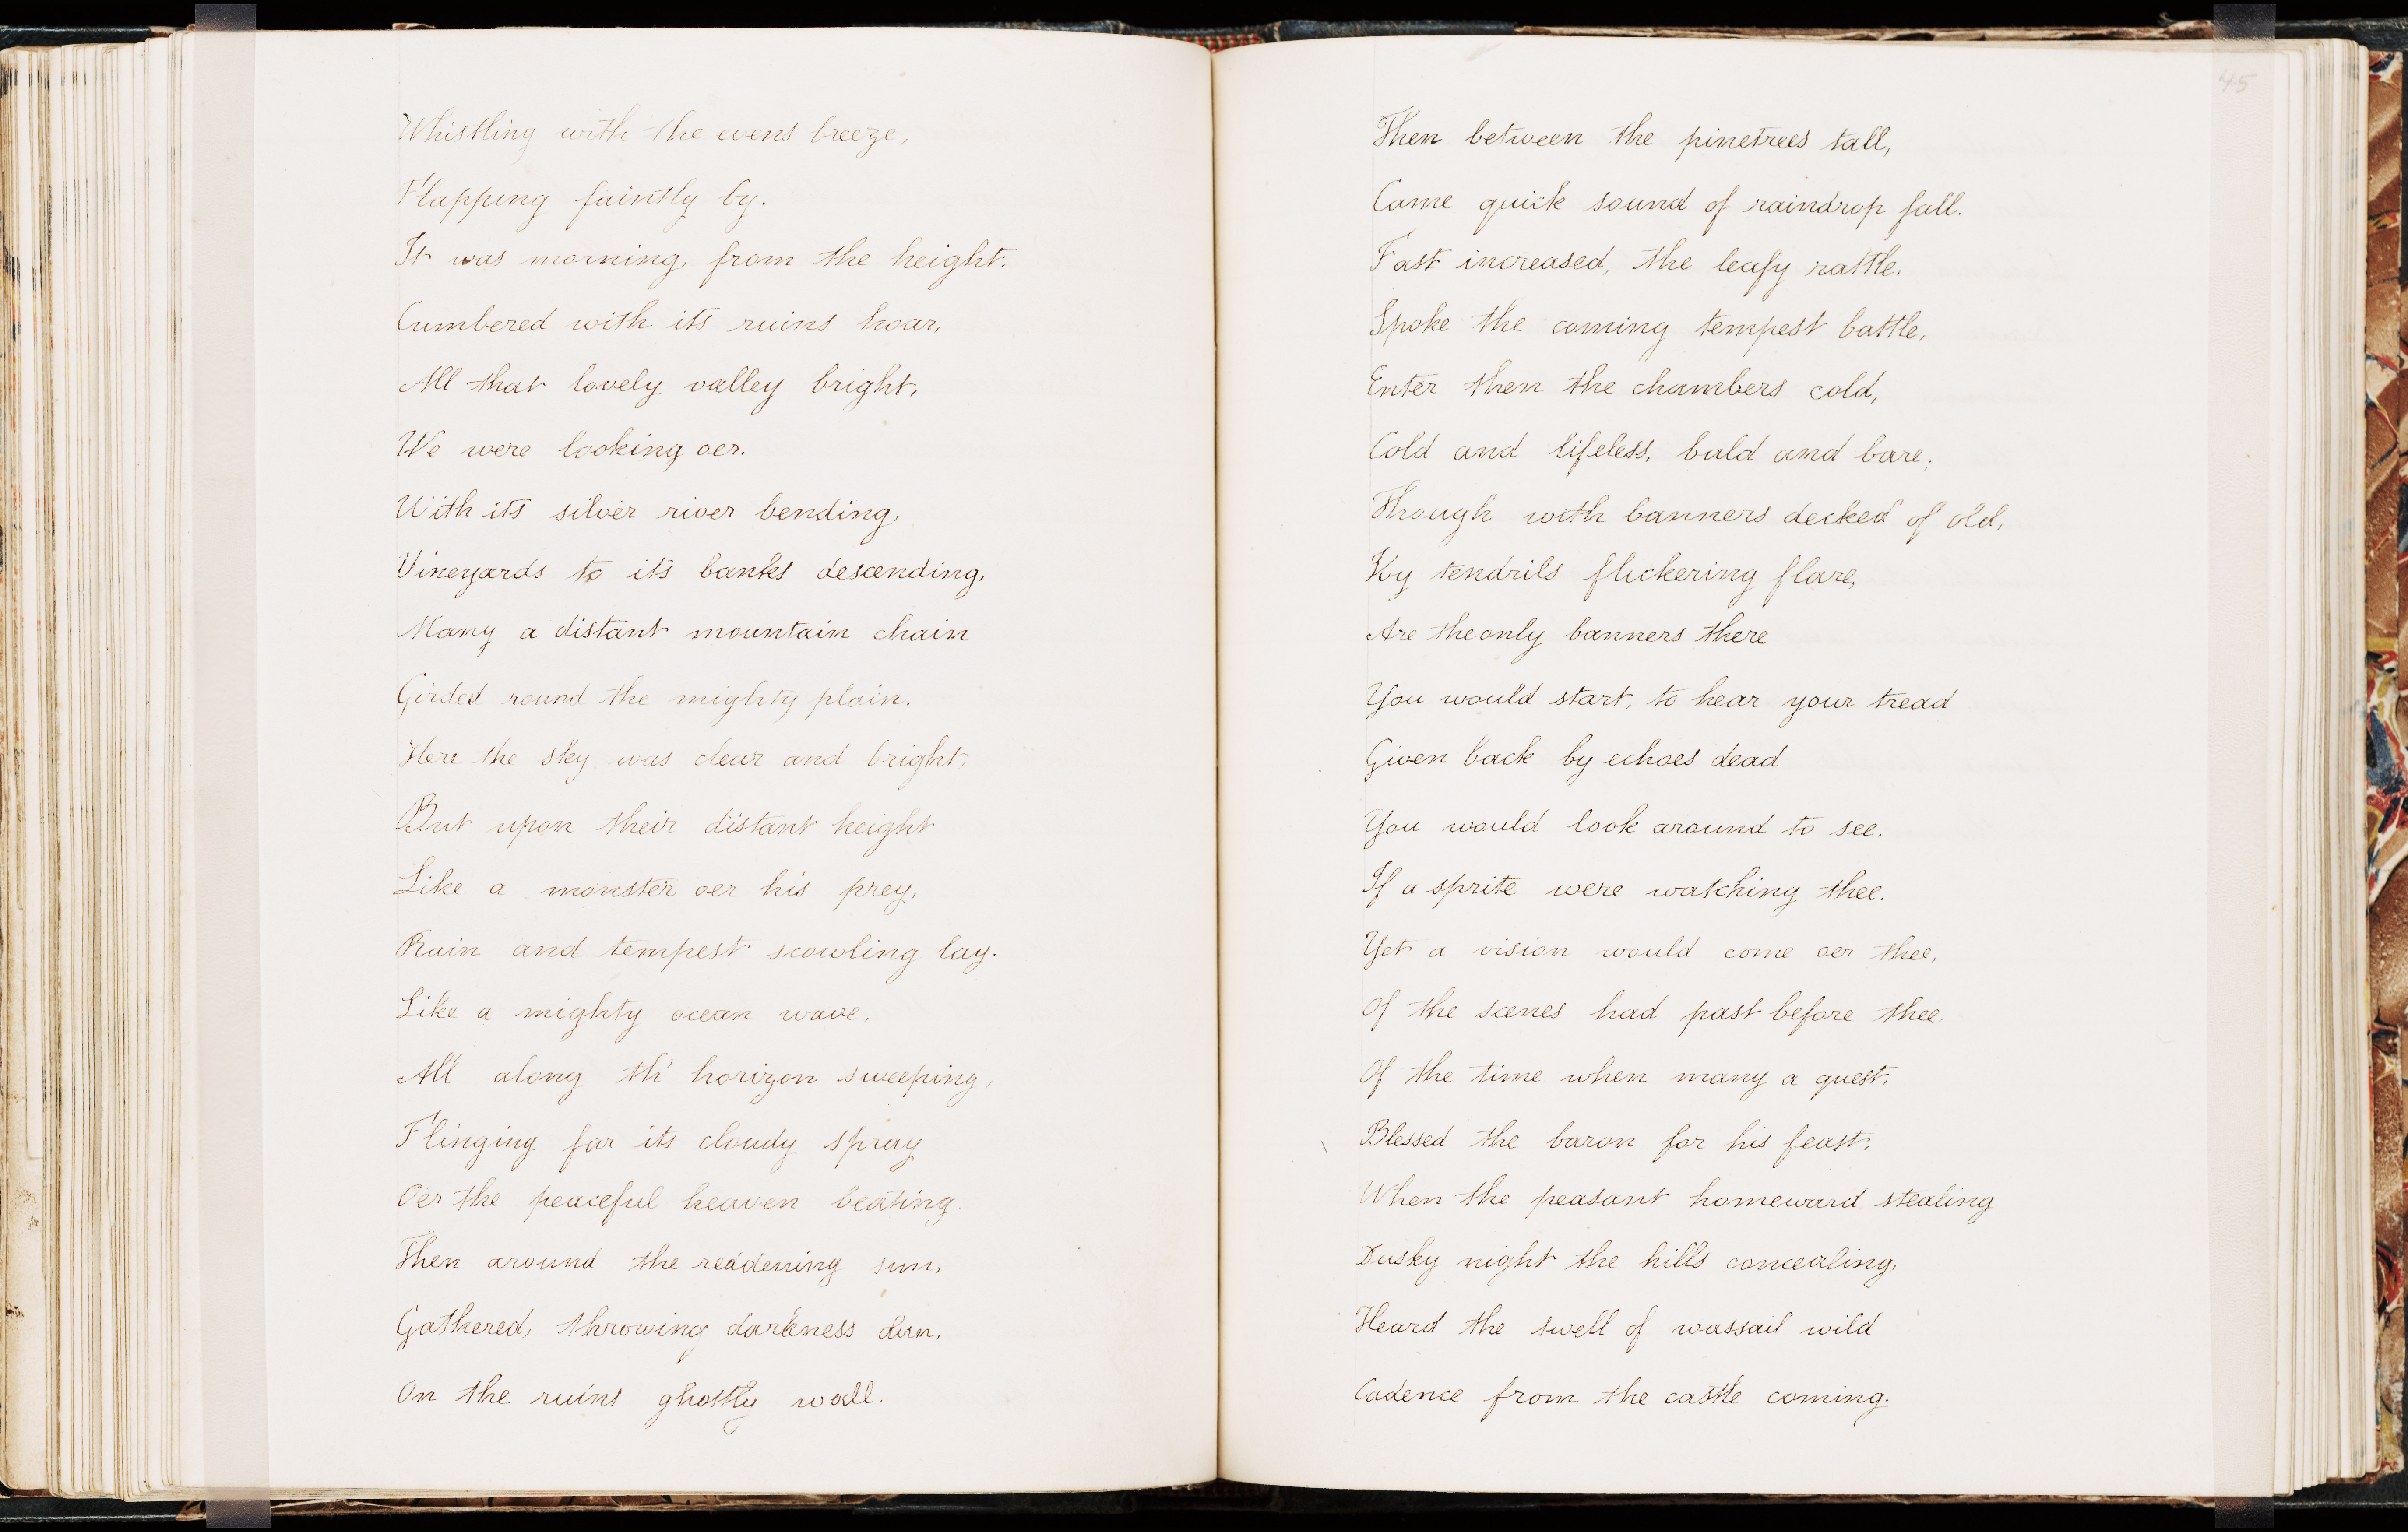 Whistling with the evens breeze,
Flapping faintly by.
It was morning, from the height.
Cumbered with its ruins hoar,
All that lovely valley bright,
We were looking oer.
With its silver river bending,
Vineyards to its banks descending,
Many a distant mountain chain
Girded round the mighty plain.
Here the sky was clear and bright;
But upon their distant height
Like a monster oer his prey,
Rain and tempest scowling lay.
Like a mighty ocean wave,
All along th' horizon sweeping,
Flinging far its cloudy spray
Oer the peaceful heaven beating.
Then around the reddening sun,
Gathered, throwing darkness dun,
On the ruins ghostly wall.
45
Then between the pinetrees tall,
Came quick sound of raindrop fall.
Fast increased, the leafy rattle,
Spoke the coming tempest battle,
Enter then the chambers cold,
Cold and lifeless, bald and bare;
Though with banners decked of old,
Ivy tendrils flickering flare,
Are the only banners there
You would start, to hear your tread
Given back by echoes dead
You would look around to see.
If a sprite were watching thee.
Yet a vision would come oer thee,
Of the scenes had past before thee
Of the time when many a guest,
Blessed the baron for his feast;
When the peasant homeward stealing
Dusky night the hills concealing,
Heard the swell of wassail wild
Cadence from the castle coming.